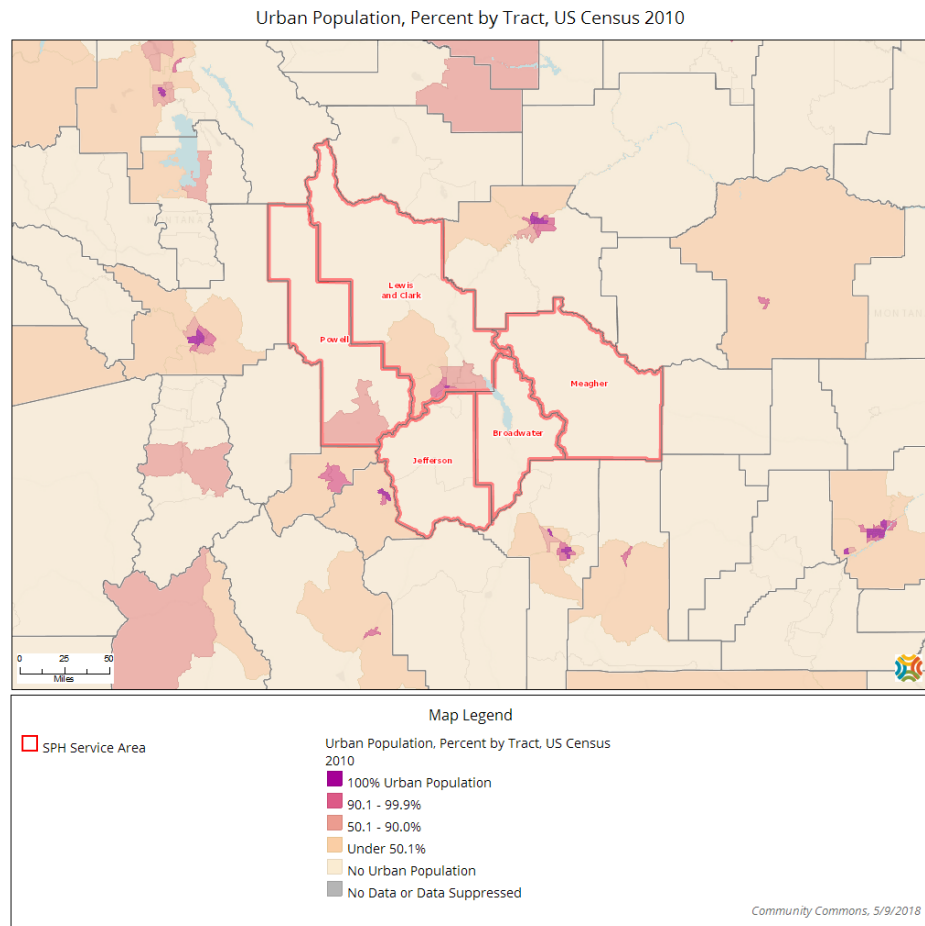 Urban Population, Percent by Tract, US Census 2010
MONTANA
Lewis
and Clark
MONTAN
Powell
Meagher
Broadwater
Jefferson
0 25 50
Miles
Map Legend
SPH Service Area
Urban Population, Percent by Tract, US Census
2010
100% Urban Population
90.1 - 99.9%
50.1 - 90.0%
Under 50.1%
No Urban Population
No Data or Data Suppressed
Community Commons, 5/9/2018